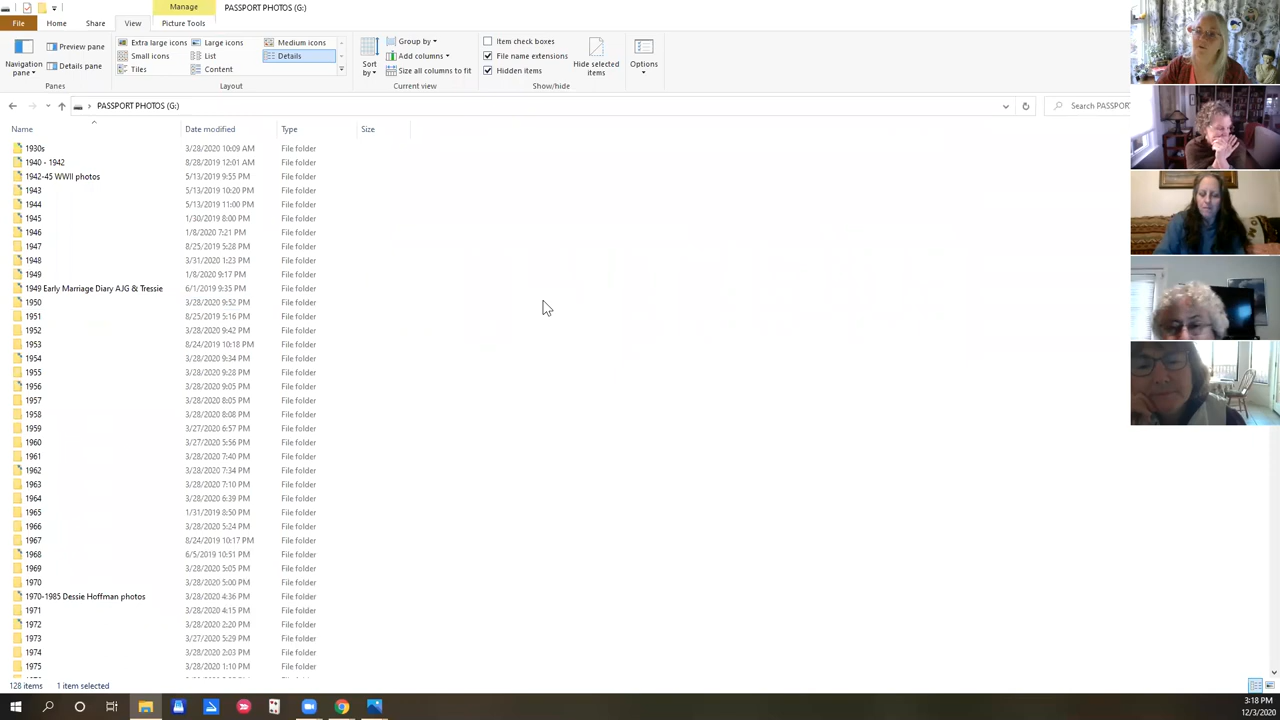 Manage
PASSPORT PHOTOS (G:)
File
Home
Share
View
Picture Tools
Navigation pane
Preview pane
Details pane
Panes
Extra large icons
Large icons
Medium icons
Small icons
List
Details
Tiles
Content
Layout
Sort by
Group by
Add columns
Size all columns to fit
Current view
Item check boxes
File name extensions
Hidden items
Hide selected items
Show/hide
Options
PASSPORT PHOTOS (G:)
Search PASSPORT
Name Date modified Type Size
1930s 3/28/2020 10:09 AM File folder
1940 - 1942 8/28/2019 12:01 AM File folder
1942-45 WWII photos 5/13/2019 9:55 PM File folder
1943 5/13/2019 10:20 PM File folder
1944 5/13/2019 11:00 PM File folder
1945 1/30/2019 8:00 PM File folder
1946 1/8/2020 7:21 PM File folder
1947 8/25/2019 5:28 PM File folder
1948 3/31/2020 1:23 PM File folder
1949 1/8/2020 9:17 PM File folder
1949 Early Marriage Diary AJG & Tressie 6/1/2019 9:35 PM File folder
1950 3/28/2020 9:52 PM File folder
1951 8/25/2019 5:16 PM File folder
1952 3/28/2020 9:42 PM File folder
1953 8/24/2019 10:18 PM File folder
1954 3/28/2020 9:34 PM File folder
1955 3/28/2020 9:28 PM File folder
1956 3/28/2020 9:05 PM File folder
1957 3/28/2020 8:05 PM File folder
1958 3/28/2020 8:08 PM File folder
1959 3/27/2020 6:57 PM File folder
1960 3/27/2020 5:56 PM File folder
1961 3/28/2020 7:40 PM File folder
1962 3/28/2020 7:34 PM File folder
1963 3/28/2020 7:10 PM File folder
1964 3/28/2020 6:39 PM File folder
1965 1/31/2019 8:50 PM File folder
1966 3/28/2020 5:24 PM File folder
1967 8/24/2019 10:17 PM File folder
1968 6/5/2019 10:51 PM File folder
1969 3/28/2020 5:05 PM File folder
1970 3/28/2020 5:00 PM File folder
1970-1985 Dessie Hoffman photos 3/28/2020 4:36 PM File folder
1971 3/28/2020 4:15 PM File folder
1972 3/28/2020 2:20 PM File folder
1973 3/27/2020 5:29 PM File folder
1974 3/28/2020 2:03 PM File folder
1975 3/28/2020 1:10 PM File folder
128 items 1 item selected
3:18 PM
12/3/2020